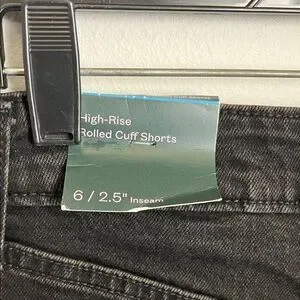 High-Rise
Rolled Cuff Shorts
6 / 2.5" Inseam